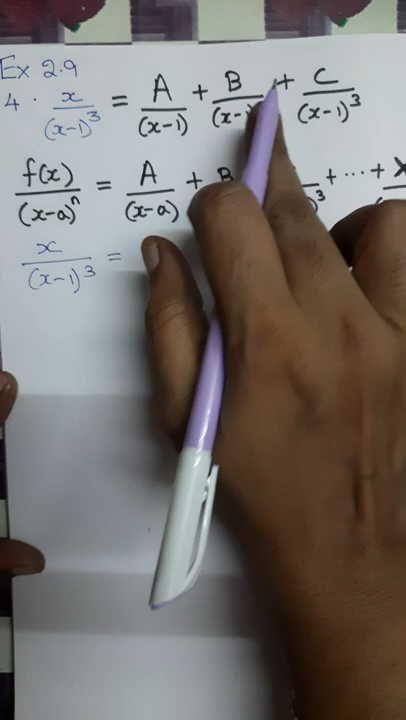 Ex 2.9
4. x/(x-1)^3 = A/(x-1) + B/(x- + C/(x-1)^3
f(x)/(x-a)^n = A/(x-a) + B + ... +
x/(x-1)^3 =